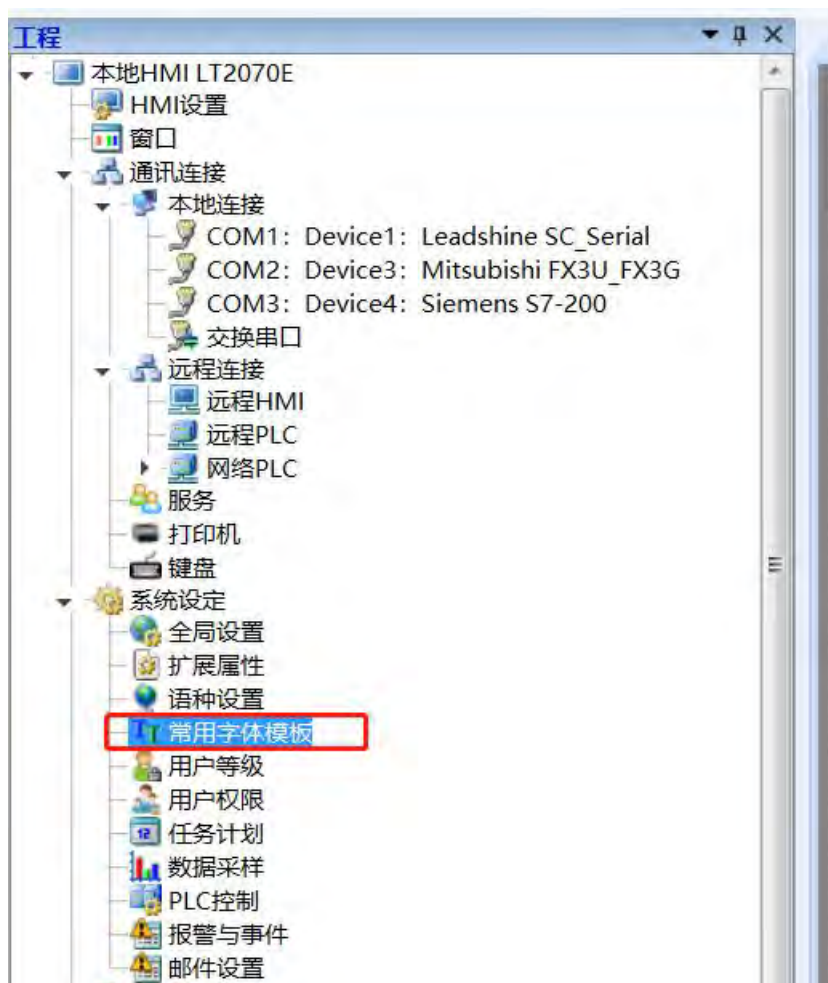 工程
本地HMI LT2070E
HMI设置
窗口
通讯连接
本地连接
COM1: Device1: Leadshine SC_Serial
COM2: Device3: Mitsubishi FX3U_FX3G
COM3: Device4: Siemens S7-200
交换串口
远程连接
远程HMI
远程PLC
网络PLC
服务
打印机
键盘
系统设定
全局设置
扩展属性
语种设置
常用字体模板
用户等级
用户权限
任务计划
数据采样
PLC控制
报警与事件
邮件设置